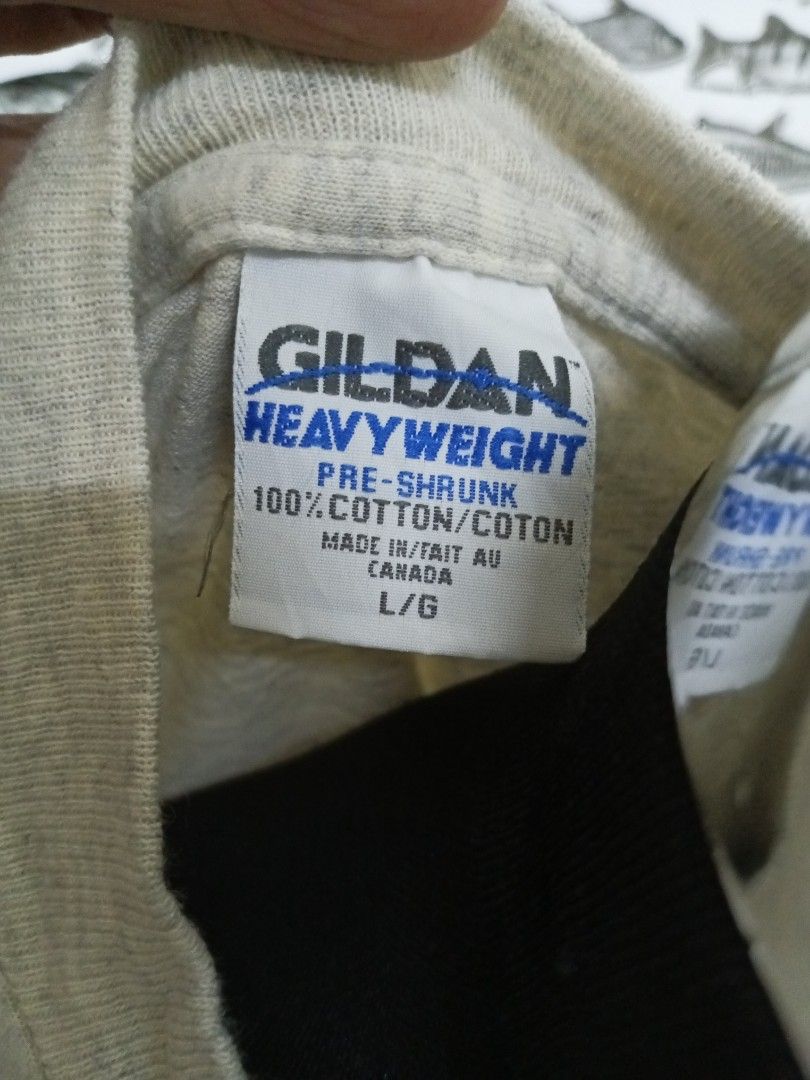 GILDAN™
HEAVYWEIGHT
PRE-SHRUNK
100% COTTON/COTON
MADE IN/FAIT AU
CANADA
L/G